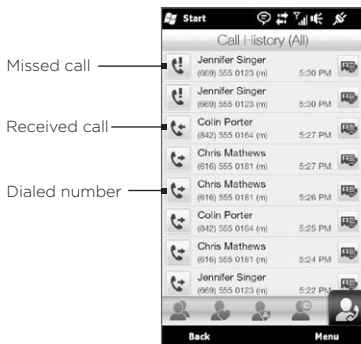 Start
Call History (All)
Missed call
Jennifer Singer
(669) 555 0123 (m) 5:30 PM
Jennifer Singer
(669) 555 0123 (m) 5:30 PM
Received call
Colin Porter
(842) 555 0164 (m) 5:27 PM
Chris Mathews
(616) 555 0181 (m) 5:27 PM
Dialed number
Chris Mathews
(616) 555 0181 (m) 5:26 PM
Colin Porter
(842) 555 0164 (m) 5:25 PM
Chris Mathews
(616) 555 0181 (m) 5:24 PM
Jennifer Singer
(669) 555 0123 (m) 5:22 PM
Back Menu